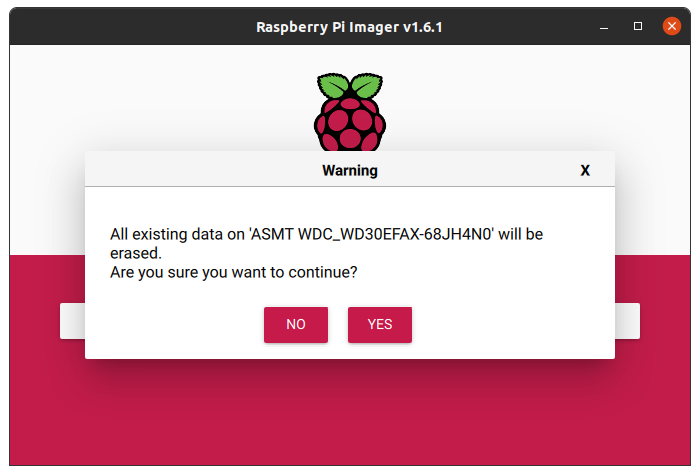 Raspberry Pi Imager v1.6.1
Warning
X
All existing data on 'ASMT WDC_WD30EFAX-68JH4N0' will be
erased.
Are you sure you want to continue?
NO
YES